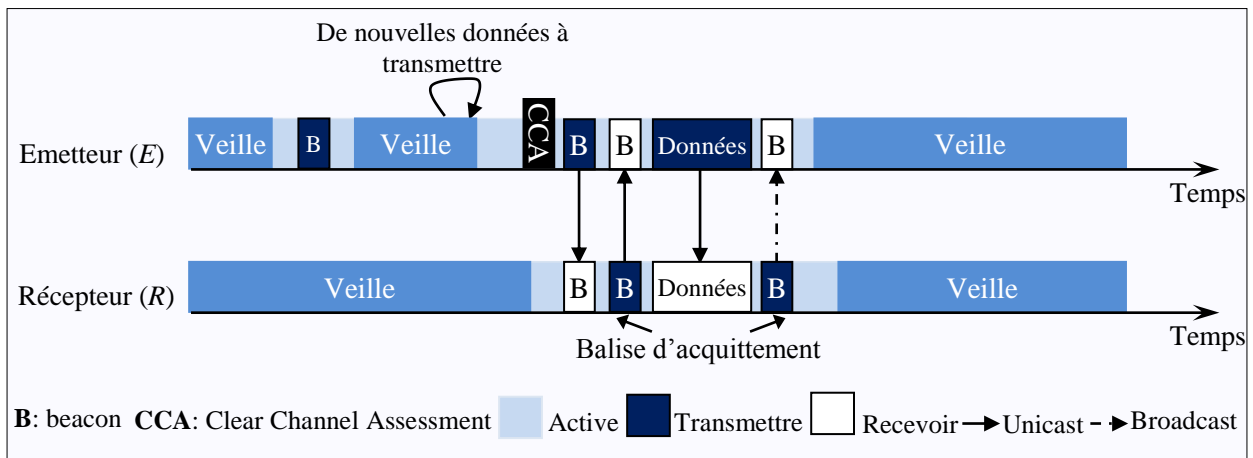 De nouvelles données à
transmettre
Emetteur (E)
Veille
B
Veille
CCA
B
B
Données
B
Veille
Temps
Récepteur (R)
Veille
B
B
Données
B
Veille
Temps
Balise d’acquittement
B: beacon CCA: Clear Channel Assessment Active Transmettre Recevoir Unicast Broadcast